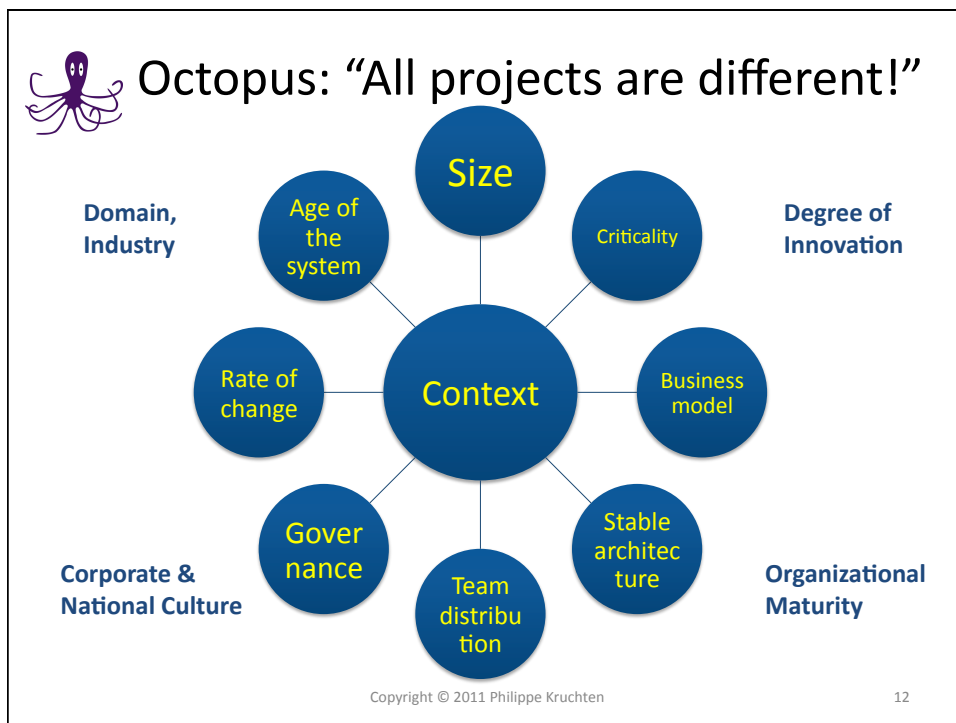 Octopus: “All projects are different!”
Size
Domain,
Industry
Age of
the
system
Criticality
Degree of
Innovation
Rate of
change
Context
Business
model
Corporate &
National Culture
Gover
nance
Team
distribu
tion
Stable
architec
ture
Organizational
Maturity
Copyright © 2011 Philippe Kruchten
12